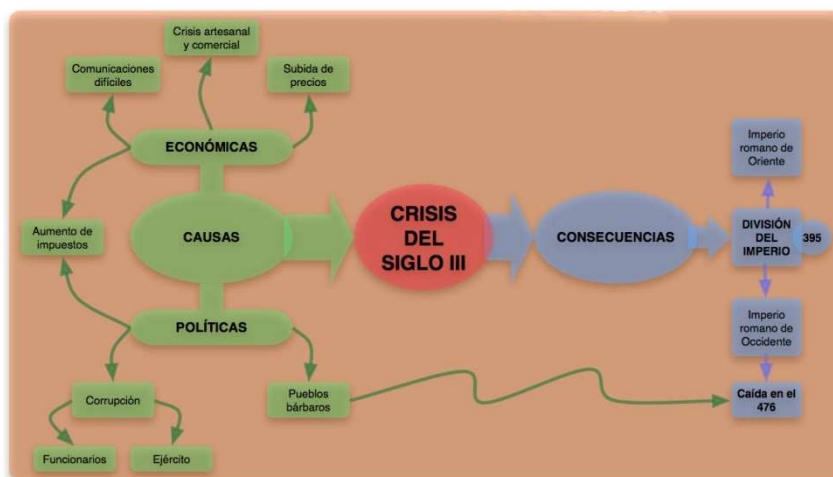 Crisis artesanal
y comercial
Comunicaciones
difíciles
Subida de
precios
ECONÓMICAS
Aumento de
impuestos
CAUSAS
POLÍTICAS
Corrupción
Funcionarios
Ejército
Pueblos
bárbaros
CRISIS
DEL
SIGLO III
CONSECUENCIAS
Imperio
romano de
Oriente
DIVISIÓN
DEL
IMPERIO
395
Imperio
romano de
Occidente
Caída en el
476